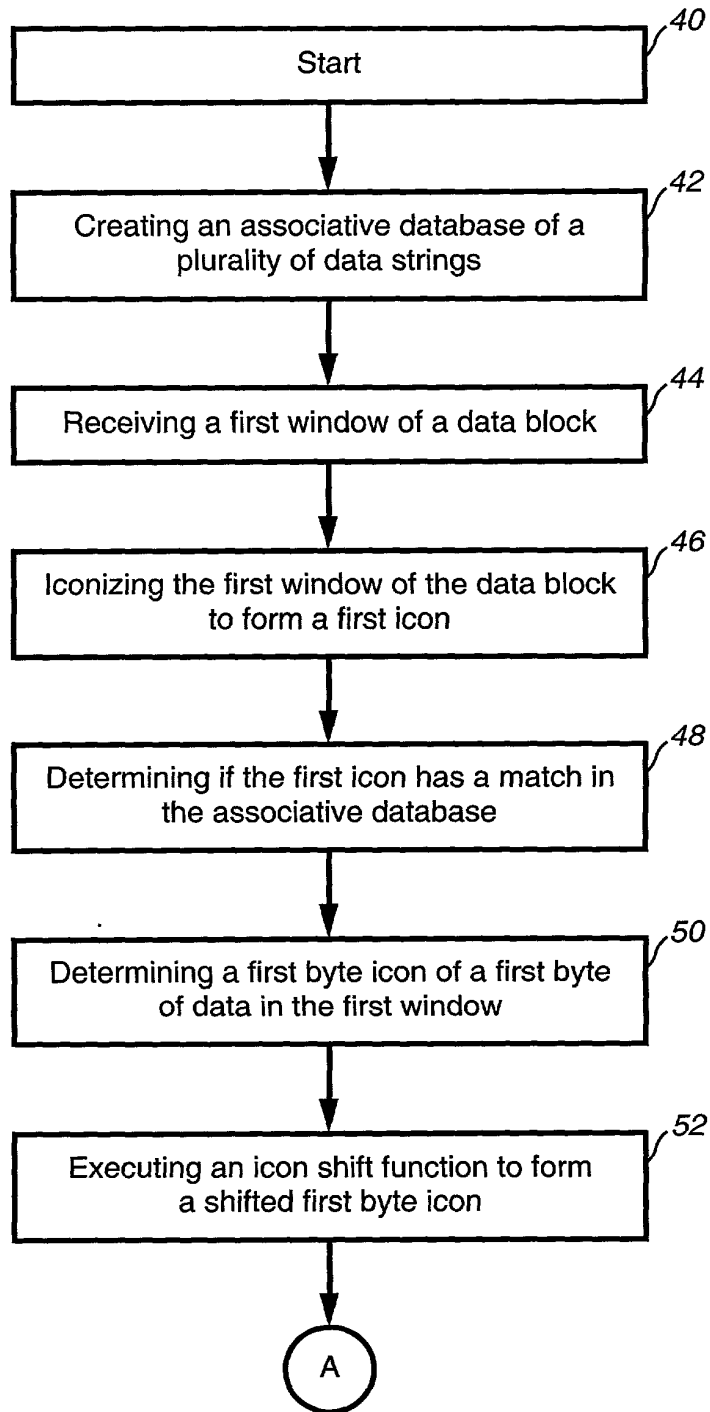 40
Start
42
Creating an associative database of a
plurality of data strings
44
Receiving a first window of a data block
46
Iconizing the first window of the data block
to form a first icon
48
Determining if the first icon has a match in
the associative database
50
Determining a first byte icon of a first byte
of data in the first window
52
Executing an icon shift function to form
a shifted first byte icon
A